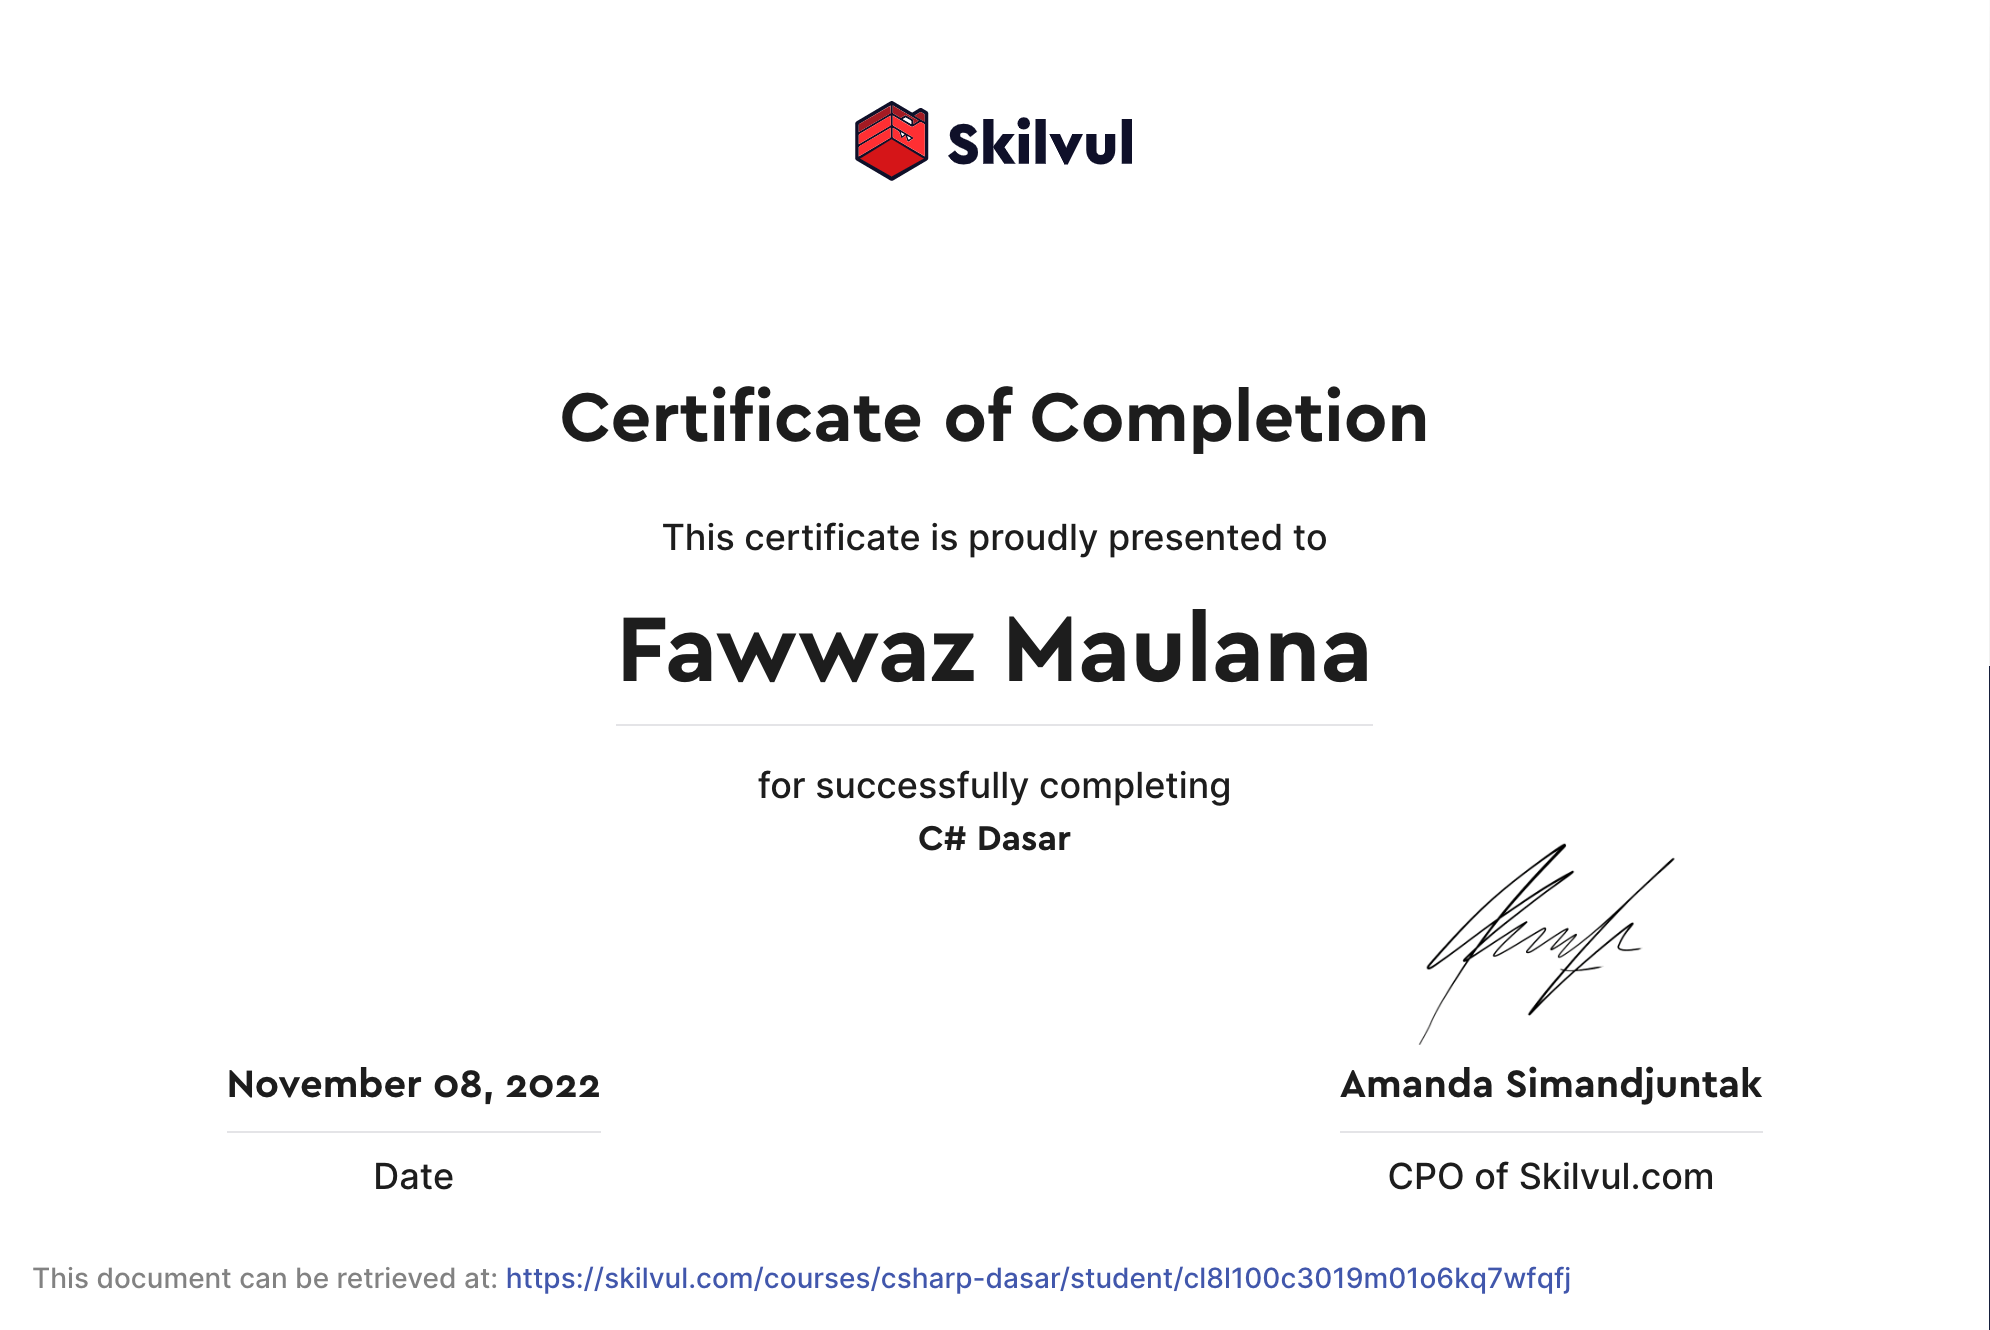 Skilvul
Certificate of Completion
This certificate is proudly presented to
Fawwaz Maulana
for successfully completing
C# Dasar
November 08, 2022
Date
Amanda Simandjuntak
CPO of Skilvul.com
This document can be retrieved at: https://skilvul.com/courses/csharp-dasar/student/cl8l100c3019m01o6kq7wfqfj